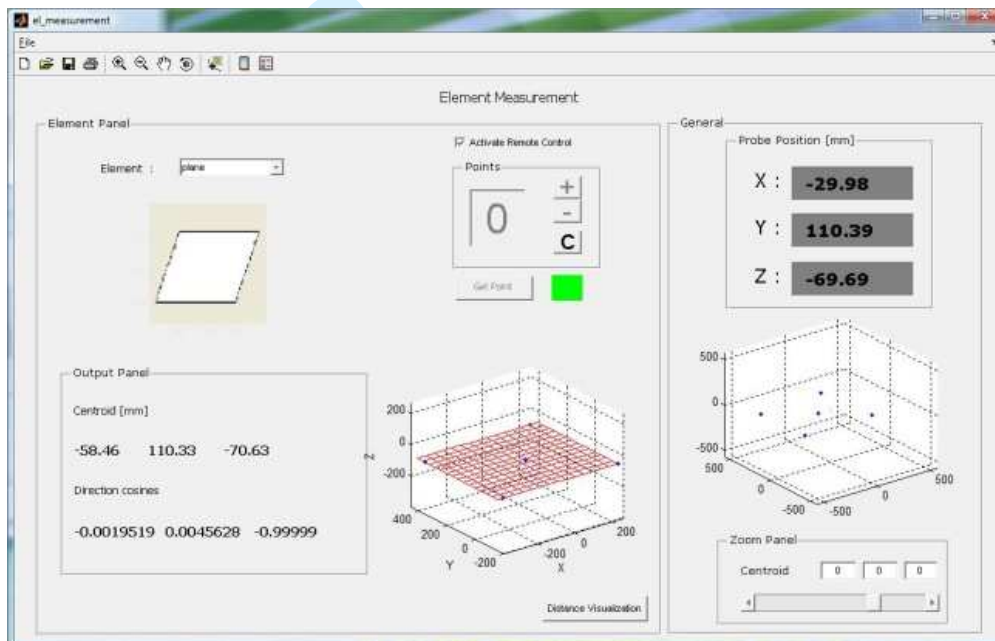 el_measurement
File
Element Measurement
Element Panel
Element :
plane
Activate Remote Control
Points
0
+
-
C
Get Point
Output Panel
Centroid [mm]
-58.46 110.33 -70.63
Direction cosines
-0.0019519 0.0045628 -0.99999
200
0
-200
Z
400
200
0
-200
Y
-200
0
200
X
Distance Visualization
General
Probe Position [mm]
X : -29.98
Y : 110.39
Z : -69.69
500
0
-500
500
0
-500
-500
0
500
Zoom Panel
Centroid 0 0 0